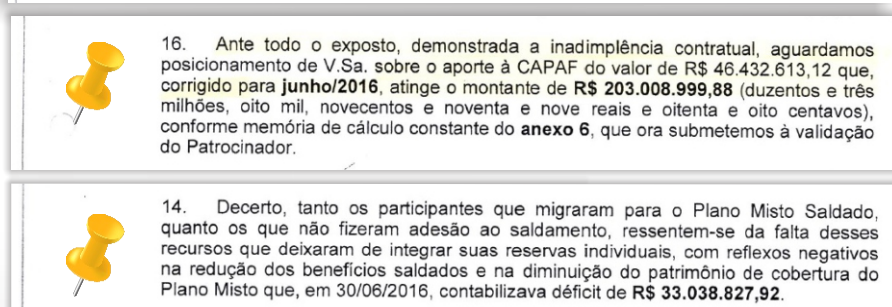 16. Ante todo o exposto, demonstrada a inadimplência contratual, aguardamos
posicionamento de V.Sa. sobre o aporte à CAPAF do valor de R$ 46.432.613,12 que,
corrigido para junho/2016, atinge o montante de R$ 203.008.999,88 (duzentos e três
milhões, oito mil, novecentos e noventa e nove reais e oitenta e oito centavos),
conforme memória de cálculo constante do anexo 6, que ora submetemos à validação
do Patrocinador.
14. Decerto, tanto os participantes que migraram para o Plano Misto Saldado,
quanto os que não fizeram adesão ao saldamento, ressentem-se da falta desses
recursos que deixaram de integrar suas reservas individuais, com reflexos negativos
na redução dos benefícios saldados e na diminuição do patrimônio de cobertura do
Plano Misto que, em 30/06/2016, contabilizava déficit de R$ 33.038.827,92.